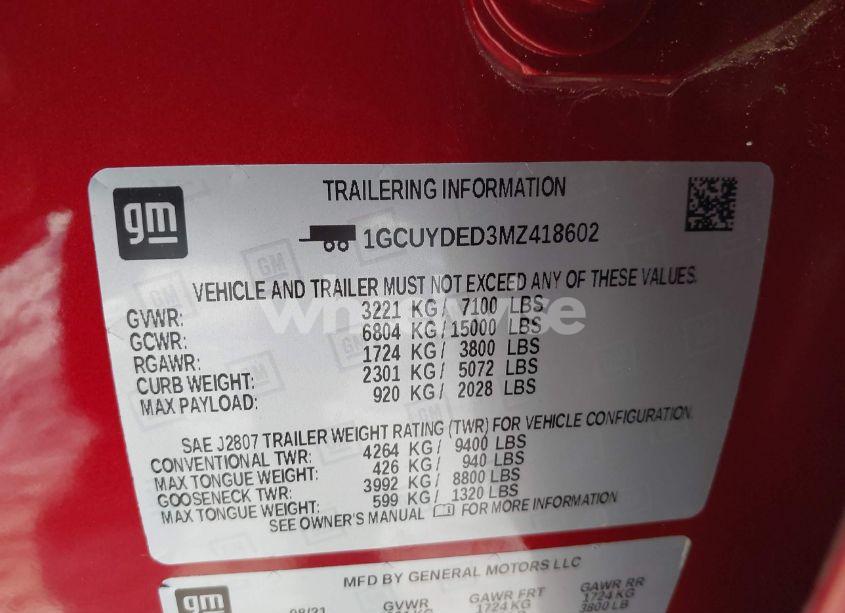 gm
TRAILERING INFORMATION
1GCUYDED3MZ418602
VEHICLE AND TRAILER MUST NOT EXCEED ANY OF THESE VALUES.
GVWR: 3221 KG / 7100 LBS
GCWR: 6804 KG / 15000 LBS
RGAWR: 1724 KG / 3800 LBS
CURB WEIGHT: 2301 KG / 5072 LBS
MAX PAYLOAD: 920 KG / 2028 LBS
SAE J2807 TRAILER WEIGHT RATING (TWR) FOR VEHICLE CONFIGURATION.
CONVENTIONAL TWR: 4264 KG / 9400 LBS
MAX TONGUE WEIGHT: 426 KG / 940 LBS
GOOSENECK TWR: 3992 KG / 8800 LBS
MAX TONGUE WEIGHT: 599 KG / 1320 LBS
SEE OWNER'S MANUAL FOR MORE INFORMATION
gm
MFD BY GENERAL MOTORS LLC
08/21 GVWR GAWR FRT GAWR RR
1724 KG 1724 KG
3800 LB